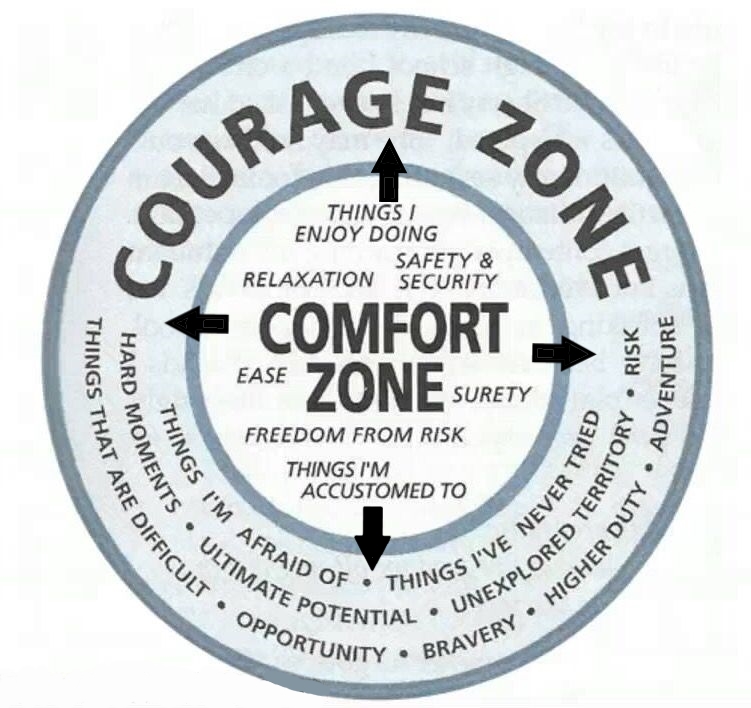 COURAGE ZONE
THINGS I
ENJOY DOING
RELAXATION
SAFETY &
SECURITY
COMFORT
ZONE
EASE
SURETY
FREEDOM FROM RISK
THINGS I'M
ACCUSTOMED TO
THINGS I'M AFRAID OF • THINGS I'VE NEVER TRIED
HARD MOMENTS • ULTIMATE POTENTIAL • UNEXPLORED TERRITORY • RISK
THINGS THAT ARE DIFFICULT • OPPORTUNITY • BRAVERY • HIGHER DUTY • ADVENTURE